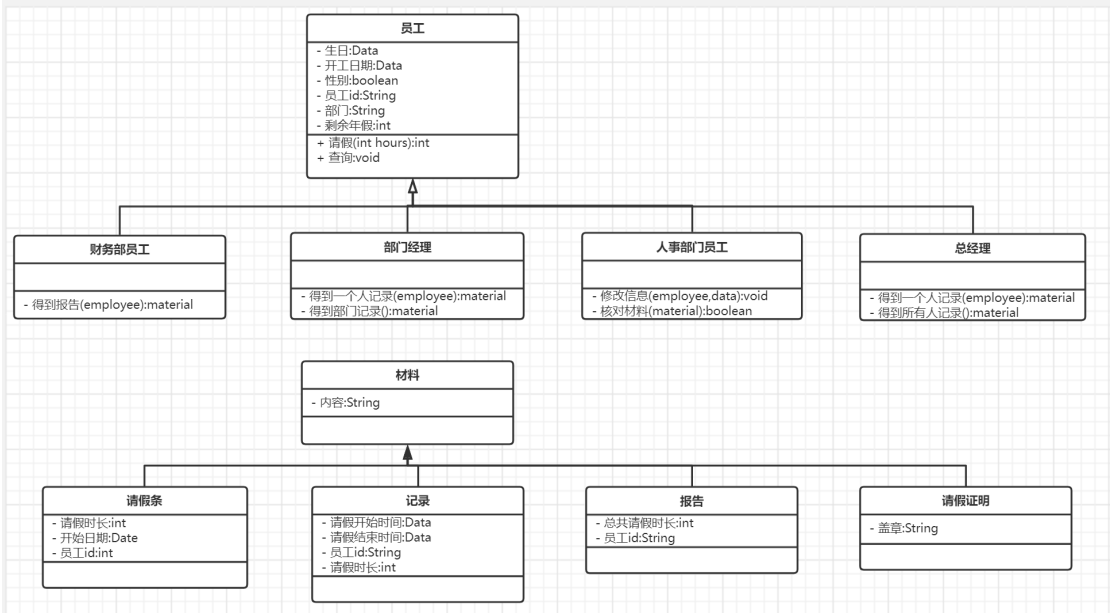 员工
- 生日:Data
- 开工日期:Data
- 性别:boolean
- 员工id:String
- 部门:String
- 剩余年假:int
+ 请假(int hours):int
+ 查询:void
财务部员工
- 得到报告(employee):material
部门经理
- 得到一个人记录(employee):material
- 得到部门记录():material
人事部门员工
- 修改信息(employee,data):void
- 核对材料(material):boolean
总经理
- 得到一个人记录(employee):material
- 得到所有人记录():material
材料
- 内容:String
请假条
- 请假时长:int
- 开始日期:Date
- 员工id:int
记录
- 请假开始时间:Data
- 请假结束时间:Data
- 员工id:String
- 请假时长:int
报告
- 总共请假时长:int
- 员工id:String
请假证明
- 盖章:String